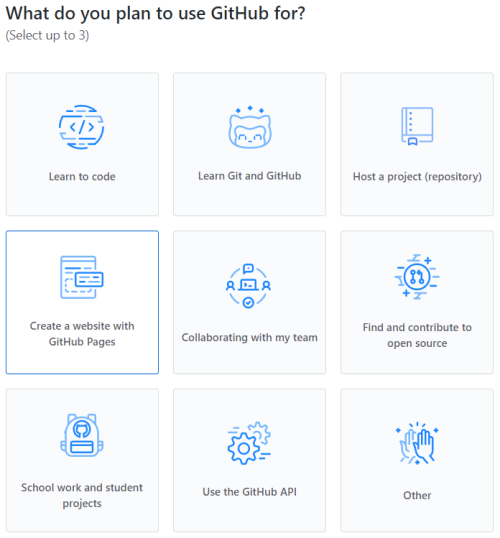 What do you plan to use GitHub for?
(Select up to 3)
Learn to code
Learn Git and GitHub
Host a project (repository)
Create a website with
GitHub Pages
Collaborating with my team
Find and contribute to
open source
School work and student
projects
Use the GitHub API
Other